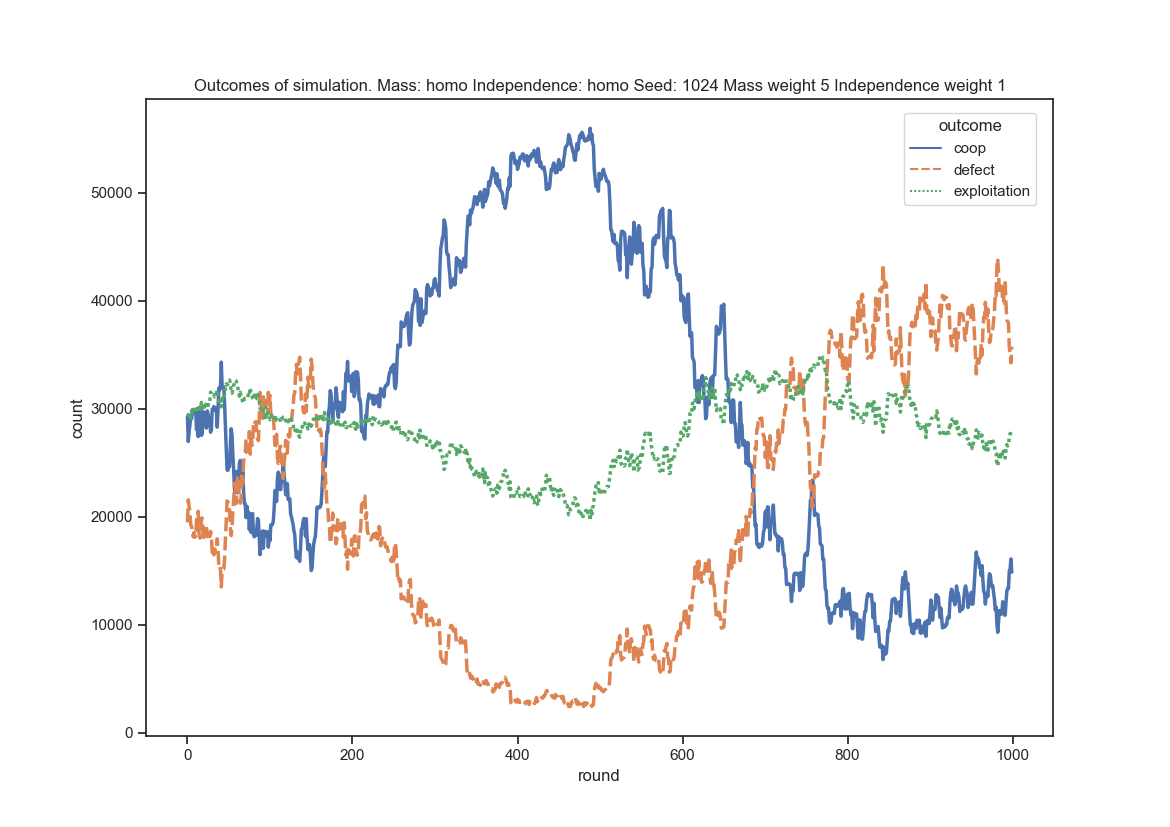 Outcomes of simulation. Mass: homo Independence: homo Seed: 1024 Mass weight 5 Independence weight 1
outcome
coop
defect
exploitation
50000
40000
30000
20000
10000
0
count
0 200 400 600 800 1000
round